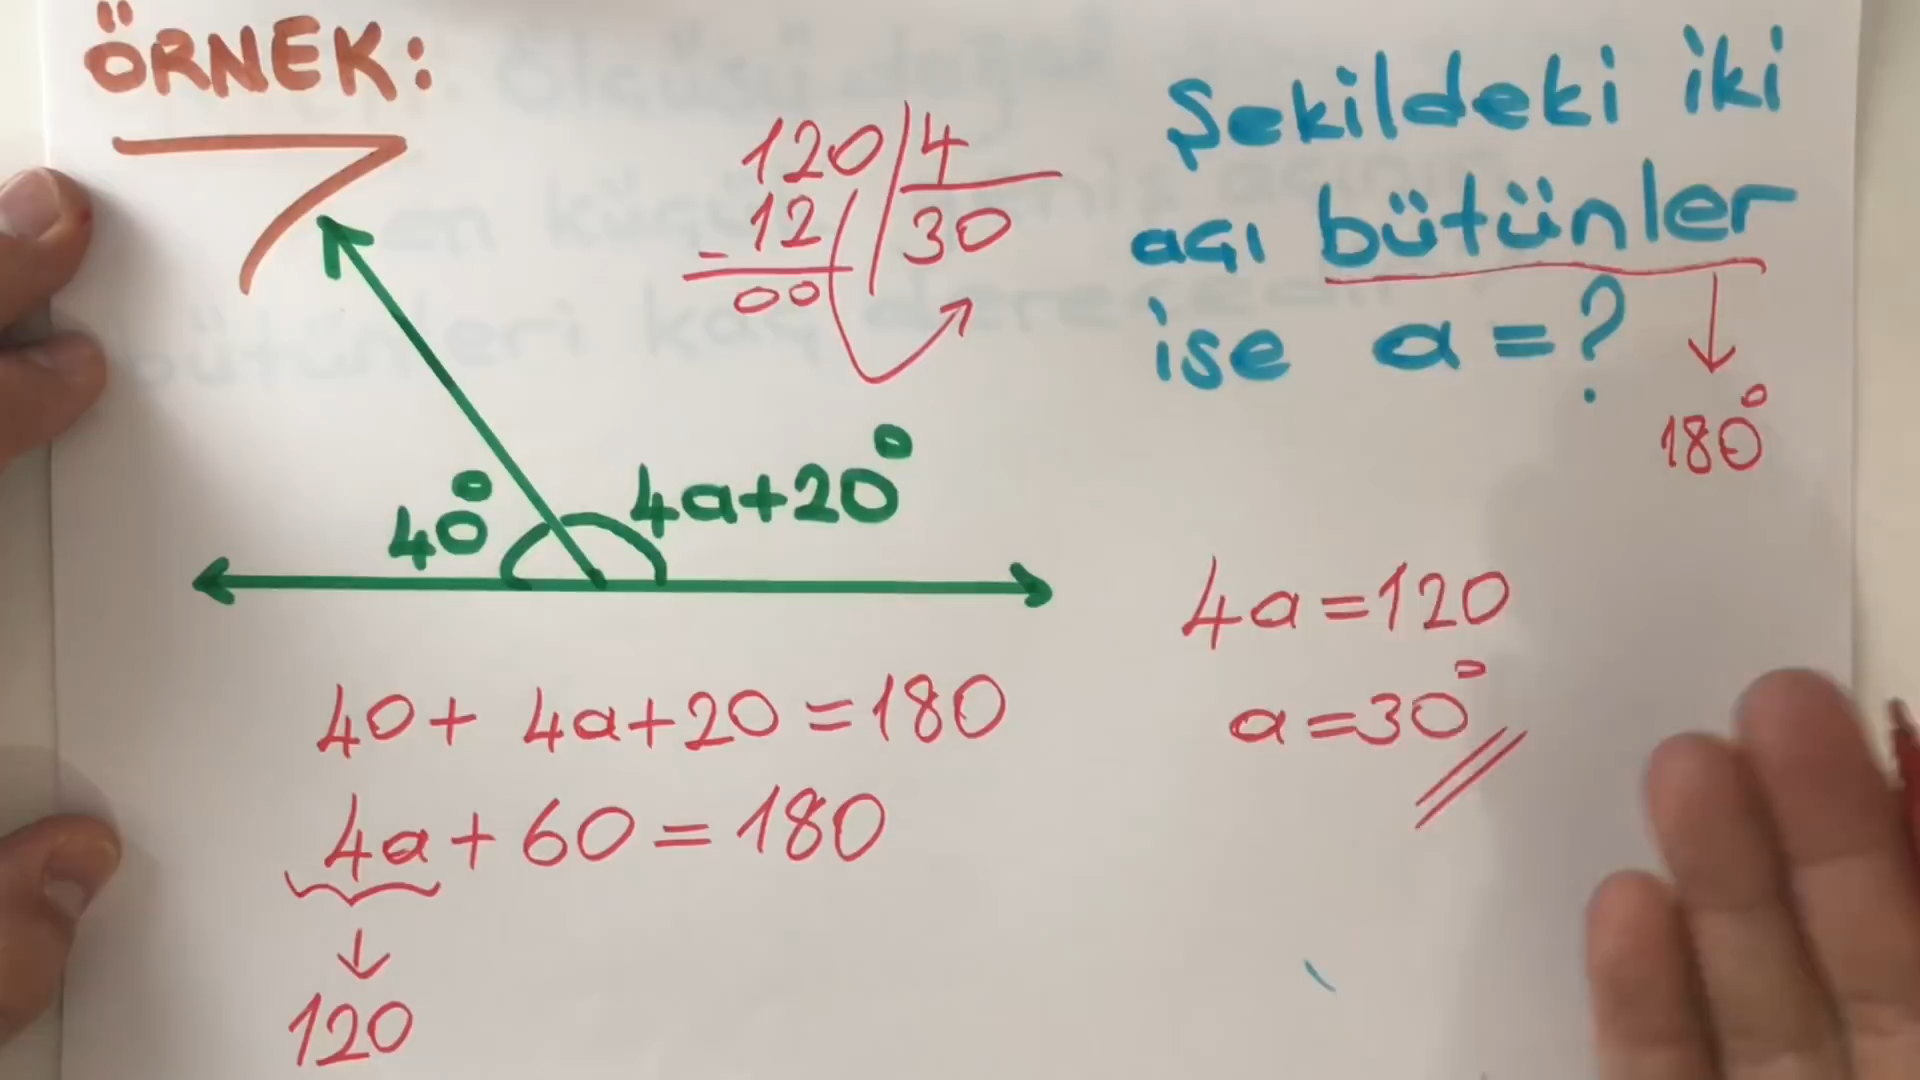 ÖRNEK:
Şekildeki iki
açı bütünler
ise a = ?
180°
120 4
- 12 30
00
40° 4a+20°
40 + 4a+20 = 180
4a + 60 = 180
120
4a = 120
a = 30°